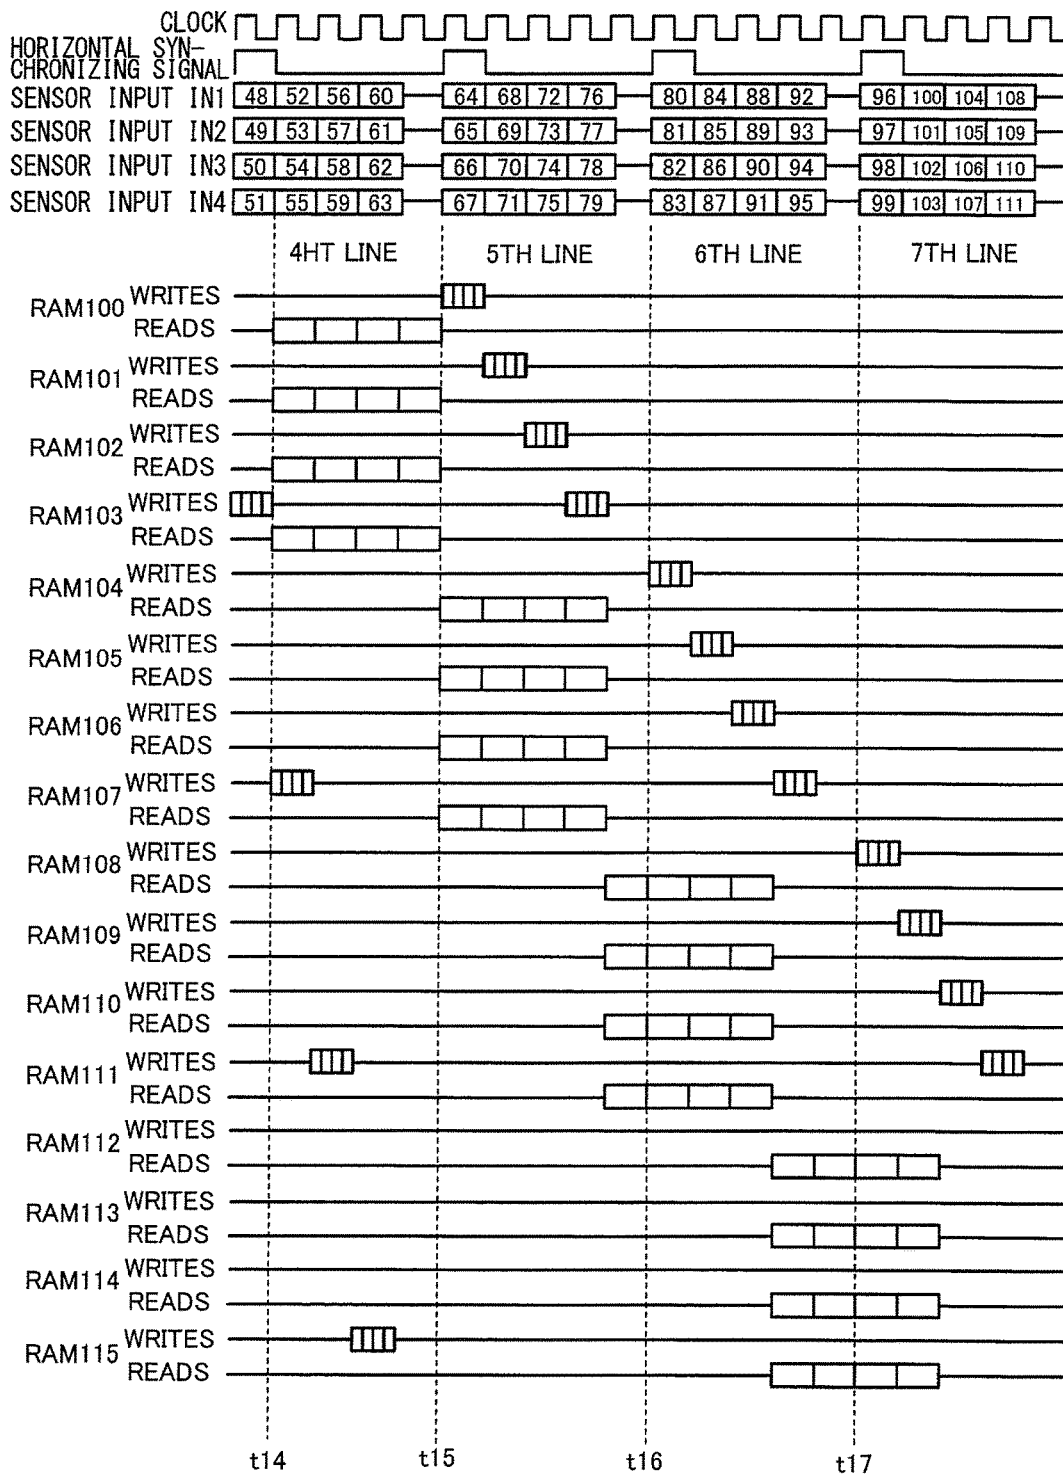 CLOCK
HORIZONTAL SYN-
CHRONIZING SIGNAL
SENSOR INPUT IN1 48 52 56 60 64 68 72 76 80 84 88 92 96 100 104 108
SENSOR INPUT IN2 49 53 57 61 65 69 73 77 81 85 89 93 97 101 105 109
SENSOR INPUT IN3 50 54 58 62 66 70 74 78 82 86 90 94 98 102 106 110
SENSOR INPUT IN4 51 55 59 63 67 71 75 79 83 87 91 95 99 103 107 111
4HT LINE 5TH LINE 6TH LINE 7TH LINE
RAM100 WRITES
READS
RAM101 WRITES
READS
RAM102 WRITES
READS
RAM103 WRITES
READS
RAM104 WRITES
READS
RAM105 WRITES
READS
RAM106 WRITES
READS
RAM107 WRITES
READS
RAM108 WRITES
READS
RAM109 WRITES
READS
RAM110 WRITES
READS
RAM111 WRITES
READS
RAM112 WRITES
READS
RAM113 WRITES
READS
RAM114 WRITES
READS
RAM115 WRITES
READS
t14 t15 t16 t17